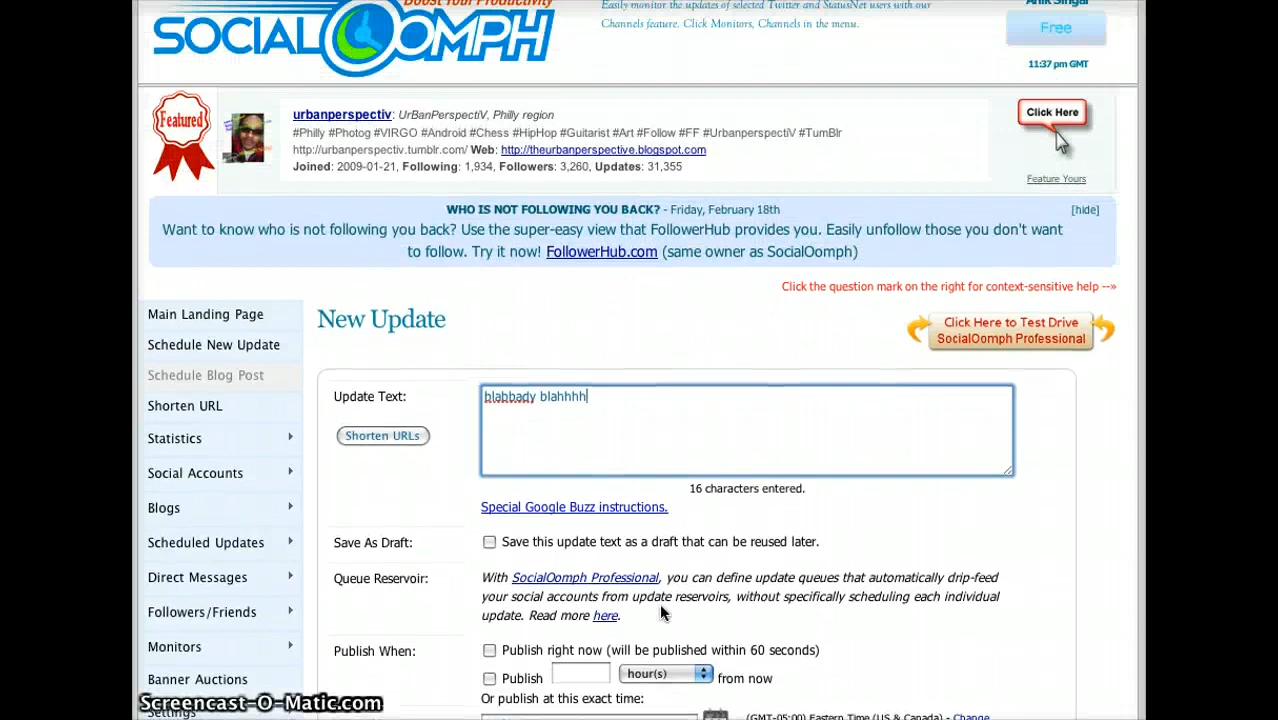 Boost Your Productivity
Easily monitor the updates of selected Twitter and StatusNet users with our
Channels feature. Click Monitors, Channels in the menu.
Anik Singal
Free
11:37 pm GMT
SOCIAL OOMPH
Featured
urbanperspectiv: UrBanPerspectiV, Philly region
#Philly #Photog #VIRGO #Android #Chess #HipHop #Guitarist #Art #Follow #FF #UrbanperspectiV #TumBlr
http://urbanperspectiv.tumblr.com/ Web: http://theurbanperspective.blogspot.com
Joined: 2009-01-21, Following: 1,934, Followers: 3,260, Updates: 31,355
Click Here
Feature Yours
WHO IS NOT FOLLOWING YOU BACK? - Friday, February 18th
[hide]
Want to know who is not following you back? Use the super-easy view that FollowerHub provides you. Easily unfollow those you don't want
to follow. Try it now! FollowerHub.com (same owner as SocialOomph)
Click the question mark on the right for context-sensitive help --»
Main Landing Page
Schedule New Update
Schedule Blog Post
Shorten URL
Statistics
Social Accounts
Blogs
Scheduled Updates
Direct Messages
Followers/Friends
Monitors
Banner Auctions
Settings
New Update
Click Here to Test Drive
SocialOomph Professional
Update Text:
blabbady blahhhh
Shorten URLs
16 characters entered.
Special Google Buzz instructions.
Save As Draft:
Save this update text as a draft that can be reused later.
Queue Reservoir:
With SocialOomph Professional, you can define update queues that automatically drip-feed
your social accounts from update reservoirs, without specifically scheduling each individual
update. Read more here.
Publish When:
Publish right now (will be published within 60 seconds)
Publish
hour(s)
from now
Or publish at this exact time:
(GMT-05:00) Eastern Time (US & Canada) - Change
Screencast-O-Matic.com